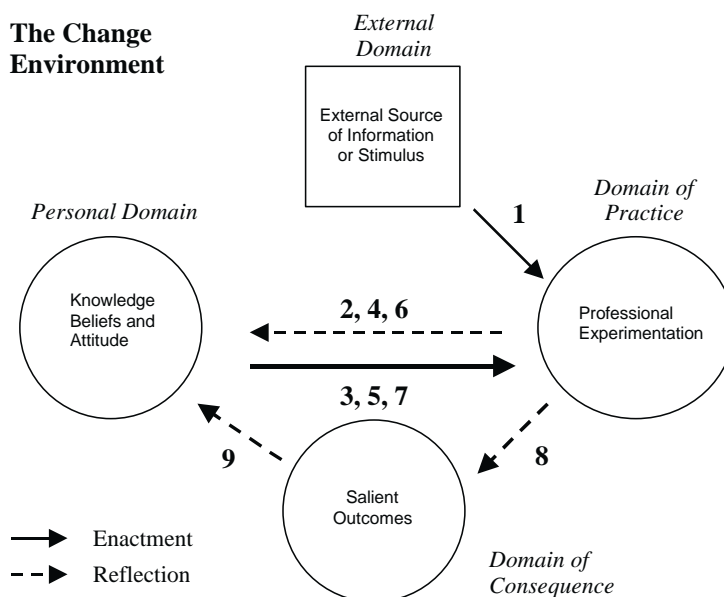 The Change
Environment
External
Domain
External Source
of Information
or Stimulus
Personal Domain
Domain of
Practice
1
Knowledge
Beliefs and
Attitude
2, 4, 6
Professional
Experimentation
3, 5, 7
9
8
Salient
Outcomes
Enactment
Reflection
Domain of
Consequence